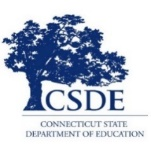 CSDE
CONNECTICUT STATE
DEPARTMENT OF EDUCATION